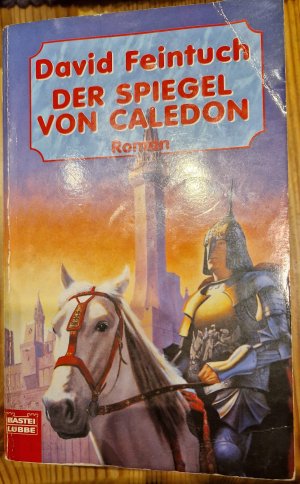 David Feintuch
DER SPIEGEL
VON CALEDON
Roman
BASTEI
LÜBBE